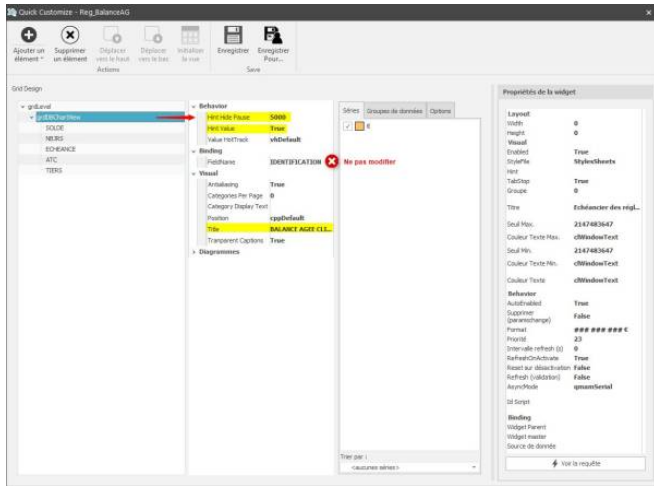 Quick Customize - Reg_BalanceAG
Ajouter un élément
Supprimer un élément
Déplacer vers le haut
Déplacer vers le bas
Initialiser la vue
Enregistrer
Enregistrer Pour...
Actions
Save
Grid Design
grdLevel
grdDBChartView
SOLDE
NBJRS
ECHEANCE
ATC
TIERS
Behavior
Hint Hide Pause 5000
Hint Value True
Value HotTrack vhDefault
Binding
FieldName IDENTIFICATION
Visual
Antialiasing True
Categories Per Page 0
Category Display Text
Position cppDefault
Title BALANCE AGEE CLI...
Tranparent Captions True
Diagrammes
Séries Groupes de données Options
€
Ne pas modifier
Trier par :
<aucunes séries>
Propriétés de la widget
Layout
Width 0
Height 0
Visual
Enabled True
StyleFile StylesSheets
Hint
TabStop True
Groupe 0
Titre Echéancier des régl...
Seuil Max. 2147483647
Couleur Texte Max. clWindowText
Seuil Min. 2147483647
Couleur Texte Min. clWindowText
Couleur Texte clWindowText
Behavior
AutoEnabled True
Supprimer (paramschange) False
Format ### ### ### €
Priorité 23
Intervalle refresh (s) 0
RefreshOnActivate True
Reset sur désactivation False
Refresh (validation) False
AsyncMode qmamSerial
Id Script
Binding
Widget Parent
Widget master
Source de donnée
Voir la requête